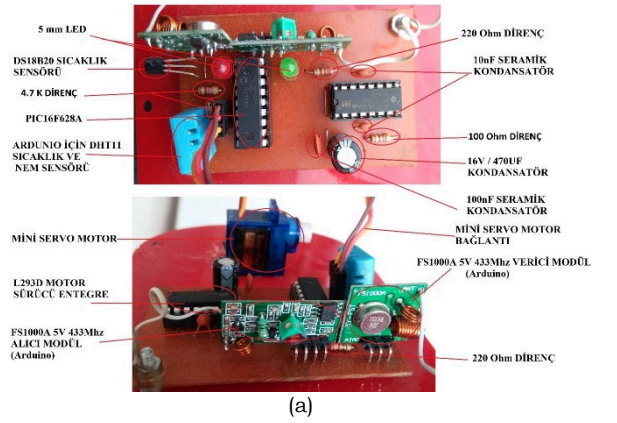 5 mm LED
DS18B20 SICAKLIK
SENSÖRÜ
4.7 K DİRENÇ
PIC16F628A
ARDUNIO İÇİN DHT11
SICAKLIK VE
NEM SENSÖRÜ
220 Ohm DİRENÇ
10nF SERAMİK
KONDANSATÖR
100 Ohm DİRENÇ
16V / 470UF
KONDANSATÖR
100nF SERAMİK
KONDANSATÖR
MİNİ SERVO MOTOR
L293D MOTOR
SÜRÜCÜ ENTEGRE
FS1000A 5V 433Mhz
ALICI MODÜL
(Arduino)
MİNİ SERVO MOTOR
BAĞLANTI
FS1000A 5V 433Mhz VERİCİ MODÜL
(Arduino)
220 Ohm DİRENÇ
FS1000A
(a)